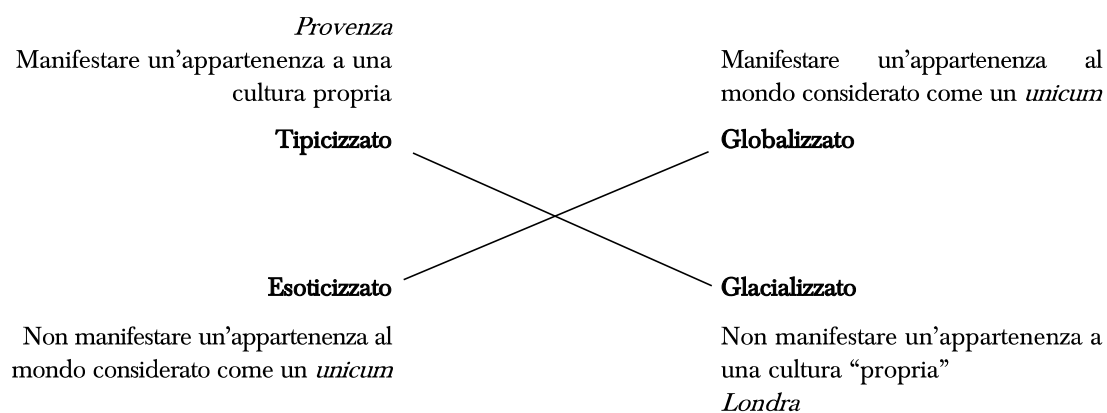 Provenza
Manifestare un’appartenenza a una
cultura propria
Tipicizzato
Manifestare un’appartenenza al
mondo considerato come un unicum
Globalizzato
Esoticizzato
Non manifestare un’appartenenza al
mondo considerato come un unicum
Glacializzato
Non manifestare un’appartenenza a
una cultura “propria”
Londra